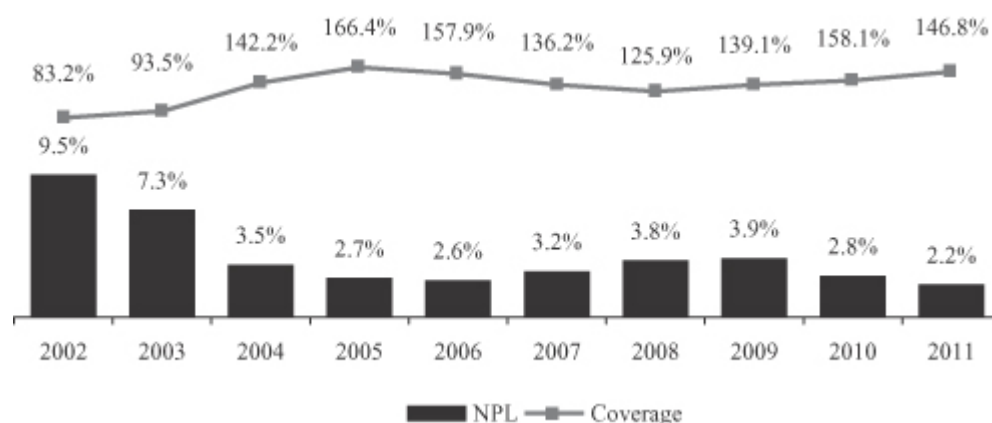 83.2% 93.5% 142.2% 166.4% 157.9% 136.2% 125.9% 139.1% 158.1% 146.8%
9.5% 7.3% 3.5% 2.7% 2.6% 3.2% 3.8% 3.9% 2.8% 2.2%
2002 2003 2004 2005 2006 2007 2008 2009 2010 2011
NPL Coverage